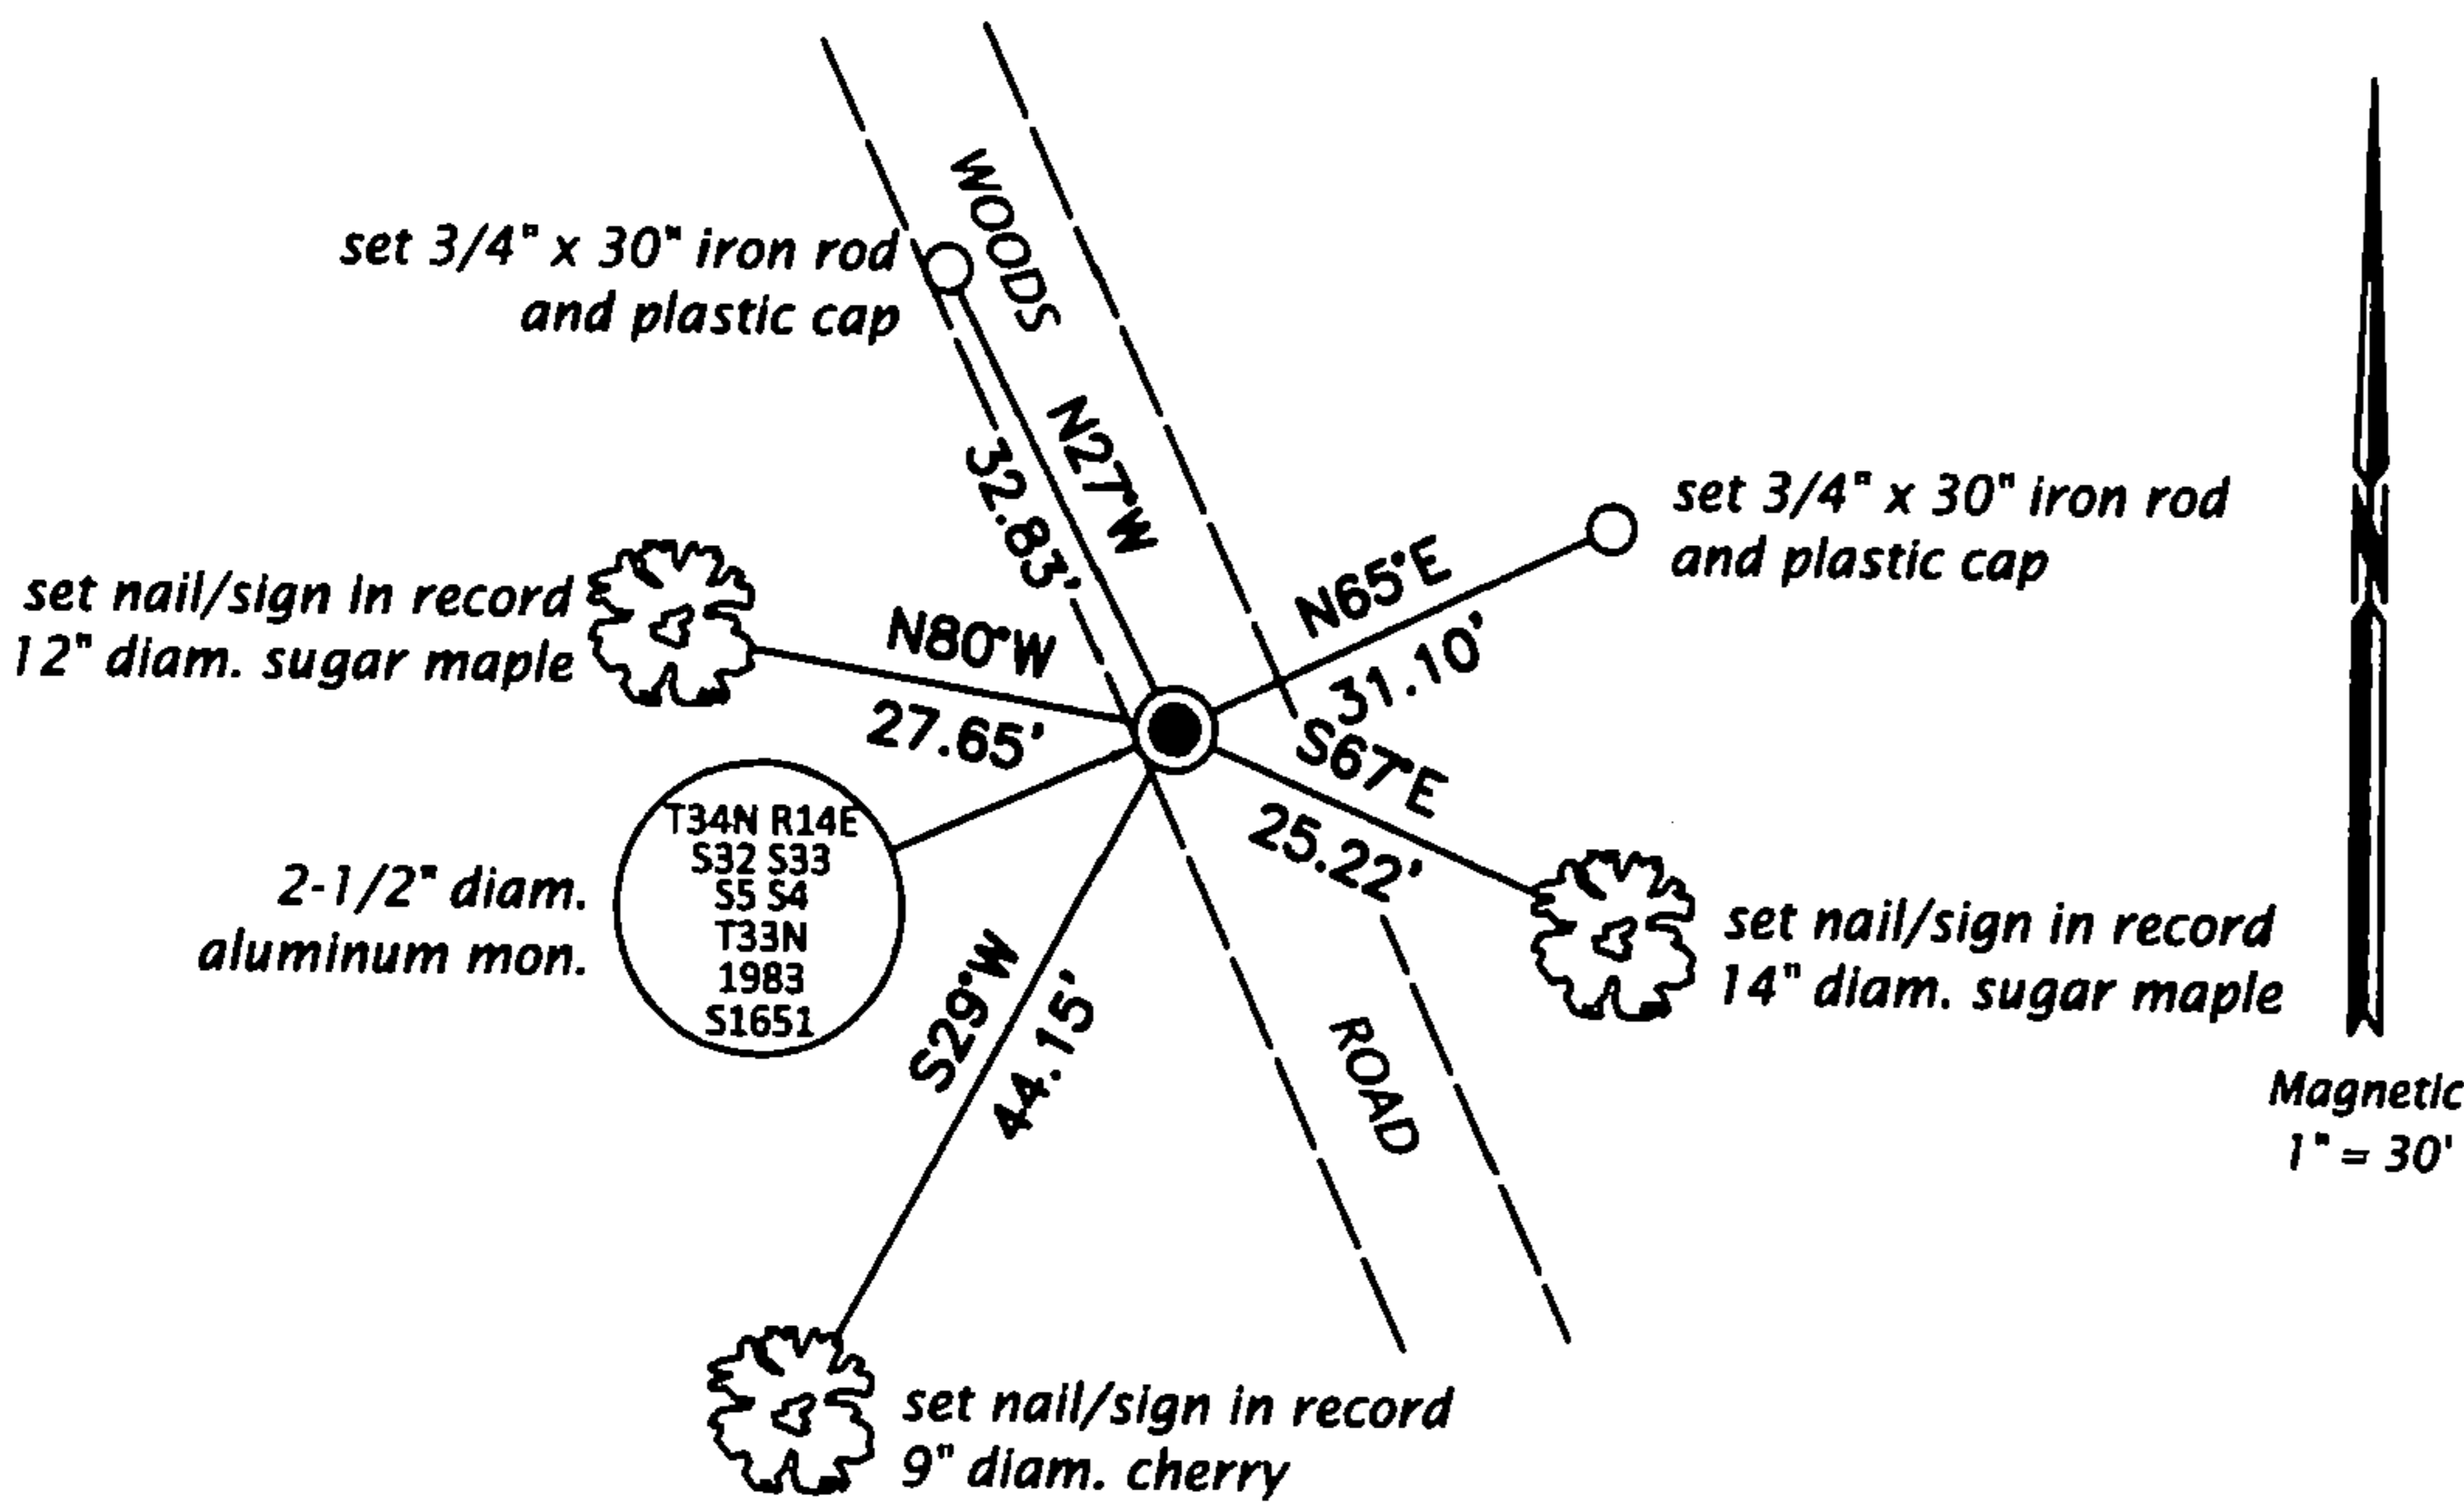 WOODS
set 3/4" x 30" iron rod
and plastic cap
N27°W
32.83'
set 3/4" x 30" iron rod
and plastic cap
N65°E
31.10'
set nail/sign in record
12" diam. sugar maple
N80°W
27.65'
S67°E
25.22'
T34N R14E
S32 S33
S5 S4
T33N
1983
S1651
2-1/2" diam.
aluminum mon.
set nail/sign in record
14" diam. sugar maple
S29°W
44.15'
ROAD
N
Magnetic
1" = 30'
set nail/sign in record
9" diam. cherry